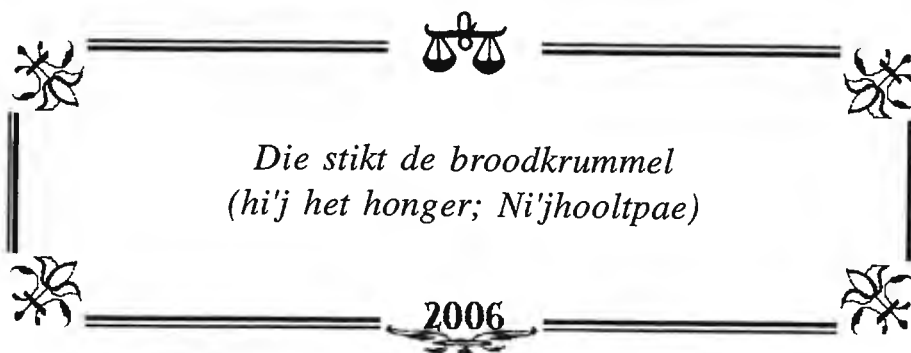 Die stikt de broodkrummel
(hi'j het honger; Ni'jhooltpae)
2006